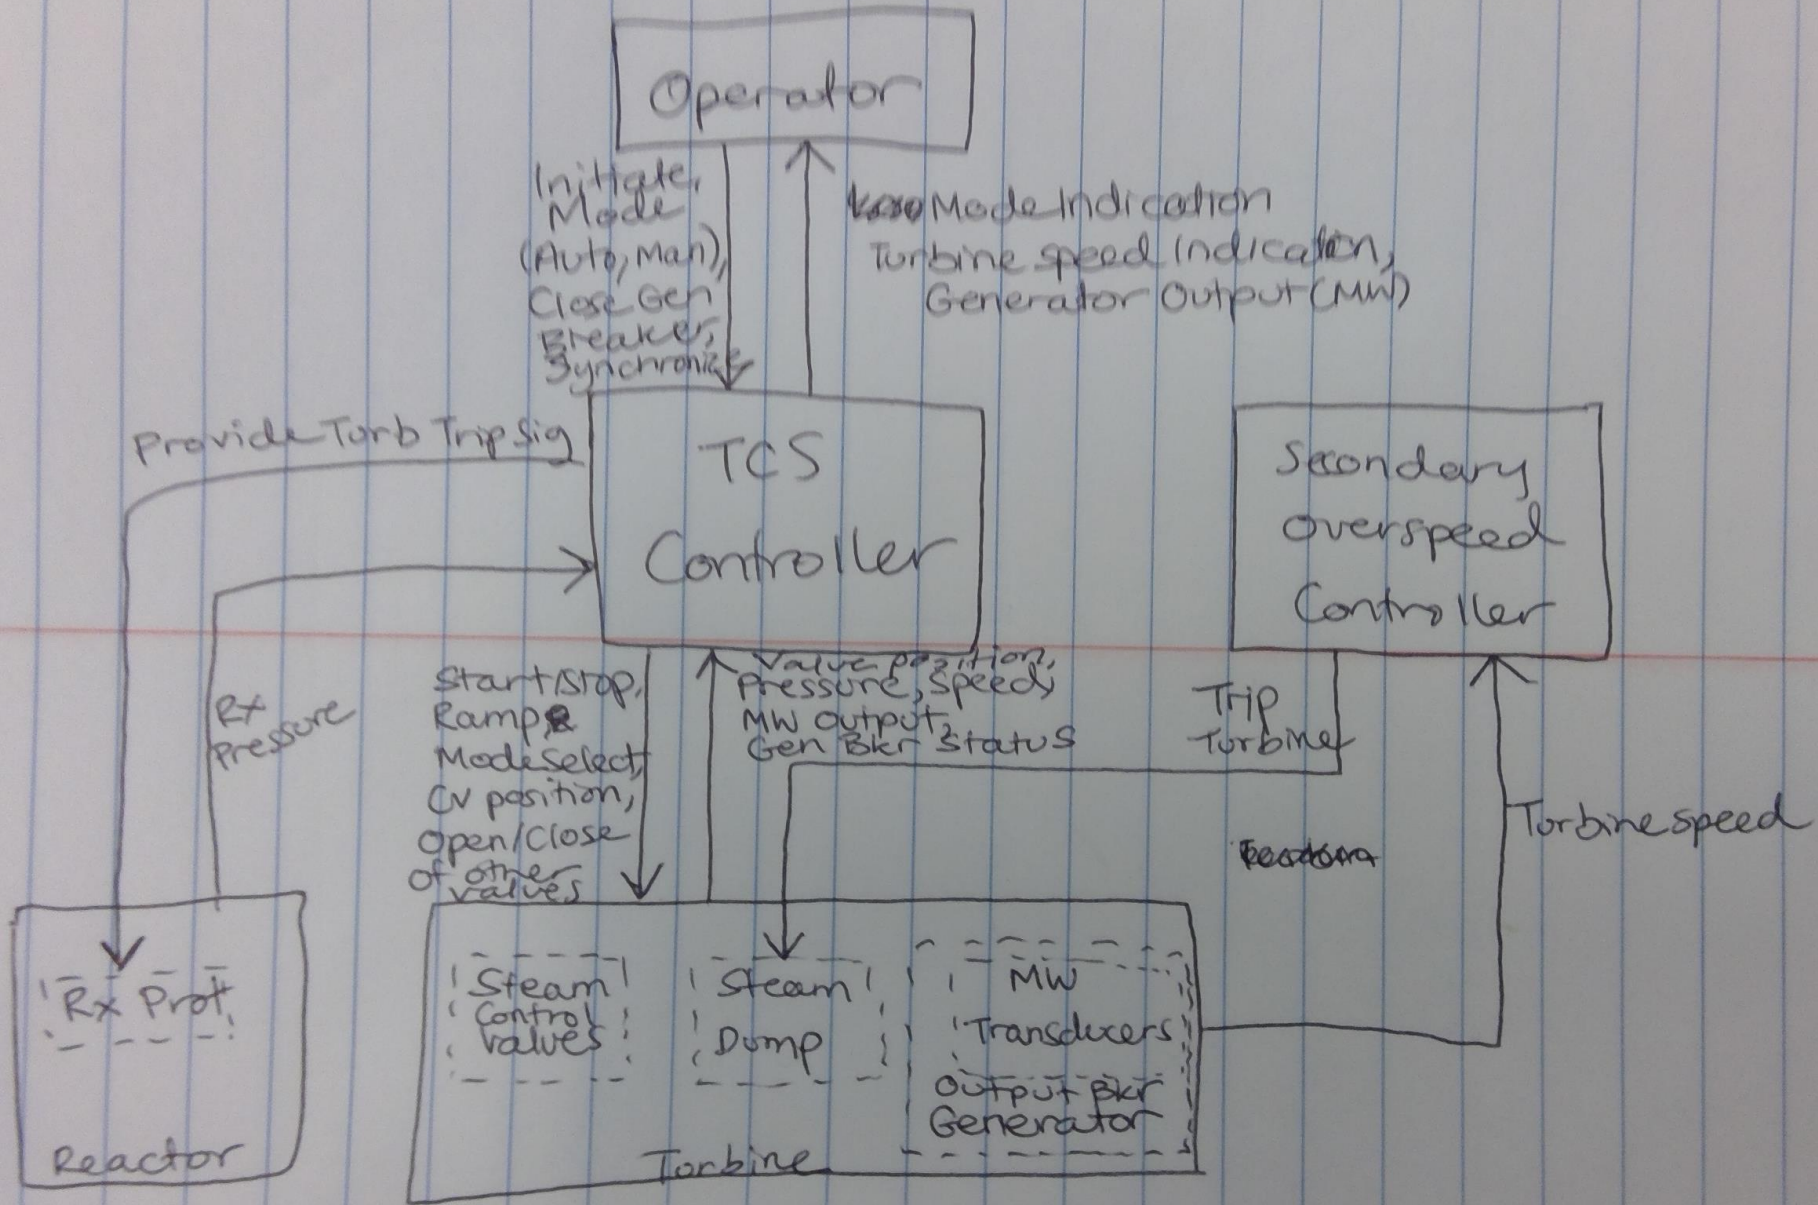 Operator
Initiate,
Mode
(Auto, Man),
Close Gen
Breaker,
Synchronize
Mode Indication
Turbine speed Indication,
Generator Output (MW)
Provide Turb Trip Sig
TCS
Controller
Secondary
Overspeed
Controller
Rx
Pressure
Start/Stop,
Ramp &
Mode Select,
CV position,
Open/Close
of other
valves
Valve position,
Pressure, Speed,
MW Output,
Gen Bkr Status
Trip
Turbine
Turbine Speed
Rx Prot
Reactor
Steam
Control
Valves
Steam
Dump
MW
Transducers
Output Bkr
Generator
Turbine